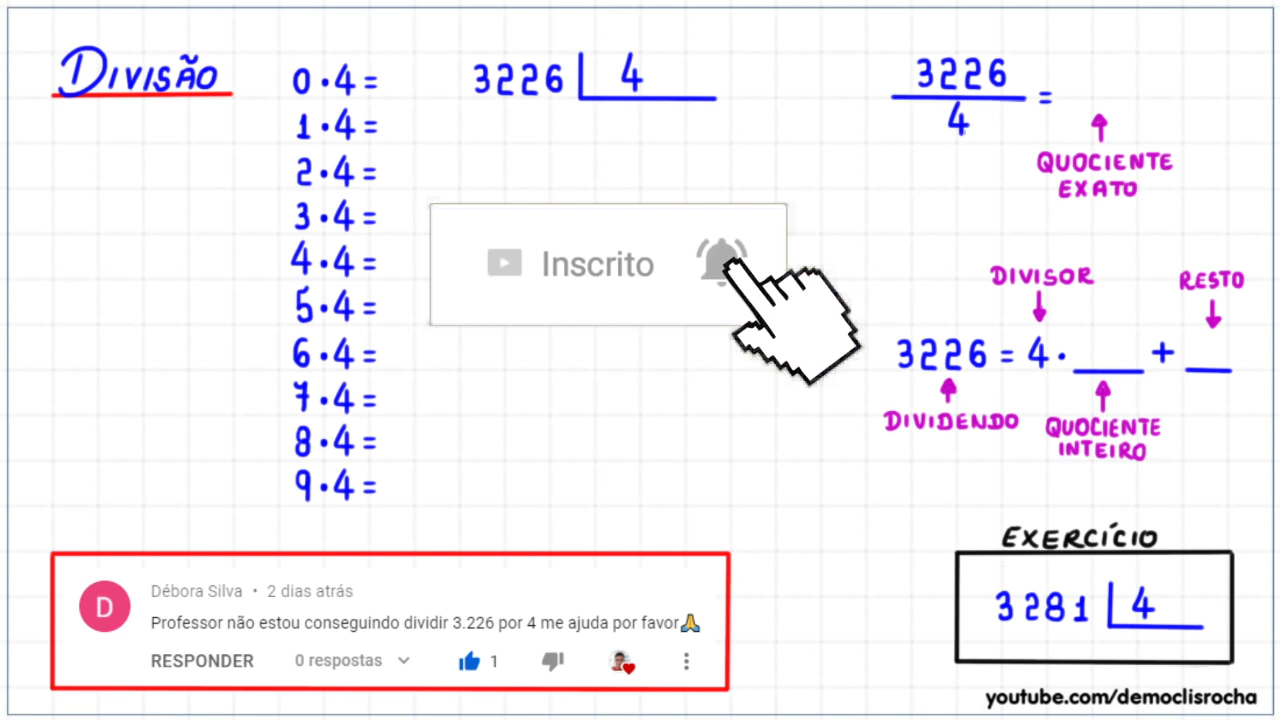 DIVISÃO
0·4=
1·4=
2·4=
3·4=
4·4=
5·4=
6·4=
7·4=
8·4=
9·4=
3226 4
Inscrito
3226
4
=
QUOCIENTE
EXATO
DIVISOR
RESTO
3226 = 4· ___ + __
DIVIDENDO
QUOCIENTE
INTEIRO
D
Débora Silva • 2 dias atrás
Professor não estou conseguindo dividir 3.226 por 4 me ajuda por favor🙏
RESPONDER 0 respostas 1
EXERCÍCIO
3281 4
youtube.com/democlisrocha